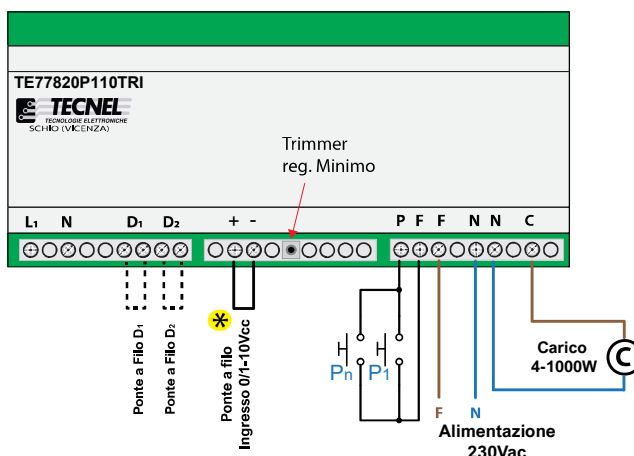 TE77820P110TRI
TECNEL
TECNOLOGIE ELETTRONICHE
SCHIO (VICENZA)
Trimmer
reg. Minimo
L1 N D1 D2 + - P F F N N C
Ponte a Filo D1
Ponte a Filo D2
*
Ponte a filo
Ingresso 0/1-10Vcc
Pn P1
Carico
4-1000W
C
F N
Alimentazione
230Vac